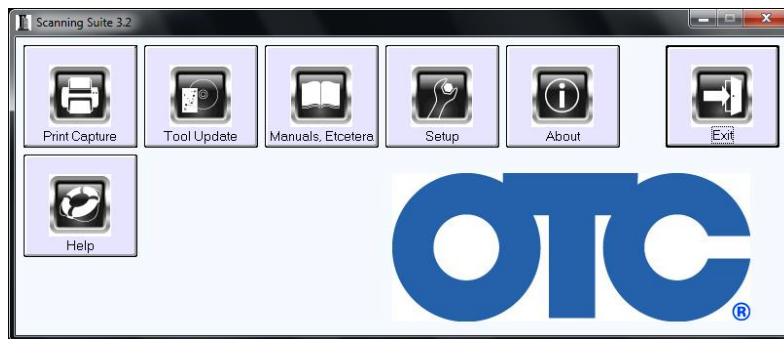 Scanning Suite 3.2
Print Capture
Tool Update
Manuals, Etcetera
Setup
About
Exit
Help
OTC®